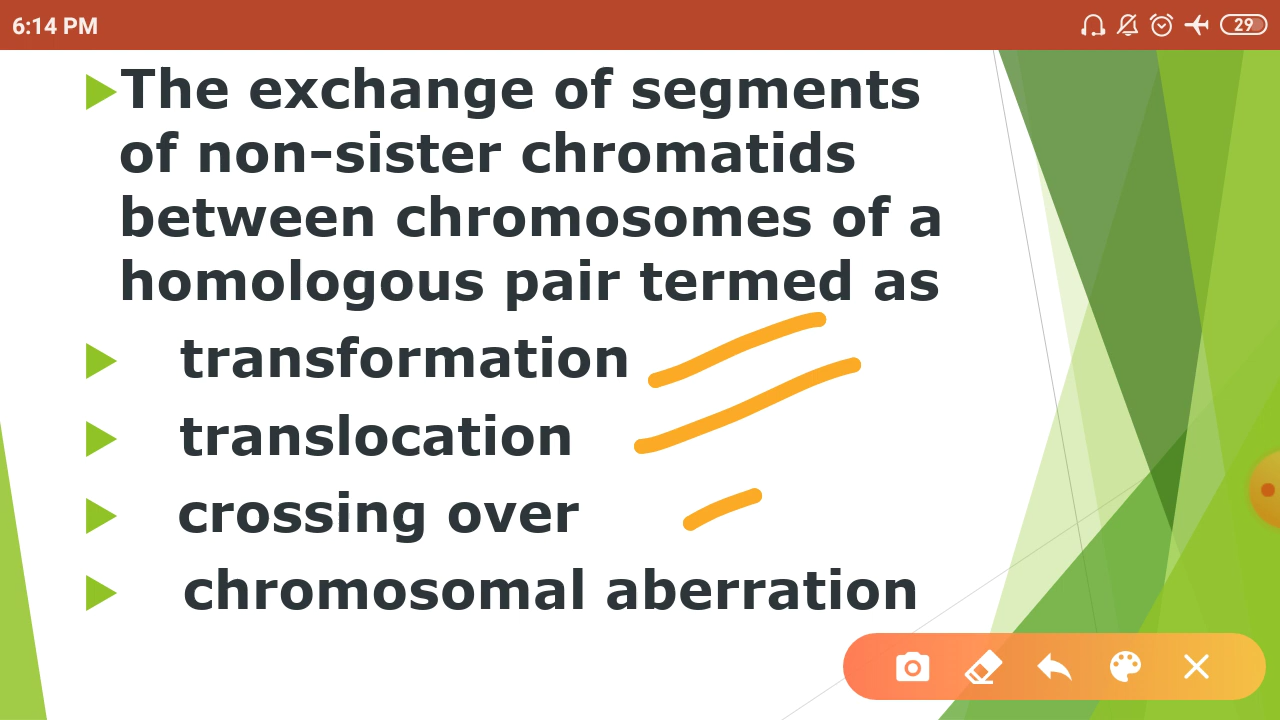 6:14 PM
29
The exchange of segments
of non-sister chromatids
between chromosomes of a
homologous pair termed as
transformation
translocation
crossing over
chromosomal aberration